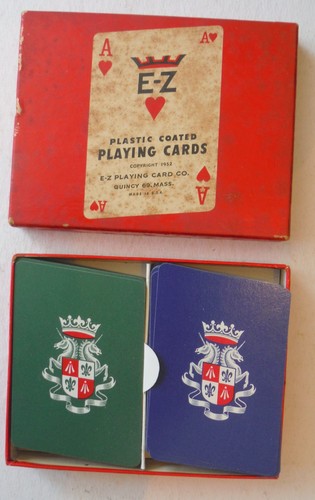 A A
E-Z
PLASTIC COATED
PLAYING CARDS
COPYRIGHT 1952
E-Z PLAYING CARD CO.
QUINCY 69, MASS.
MADE IN U.S.A.
A A